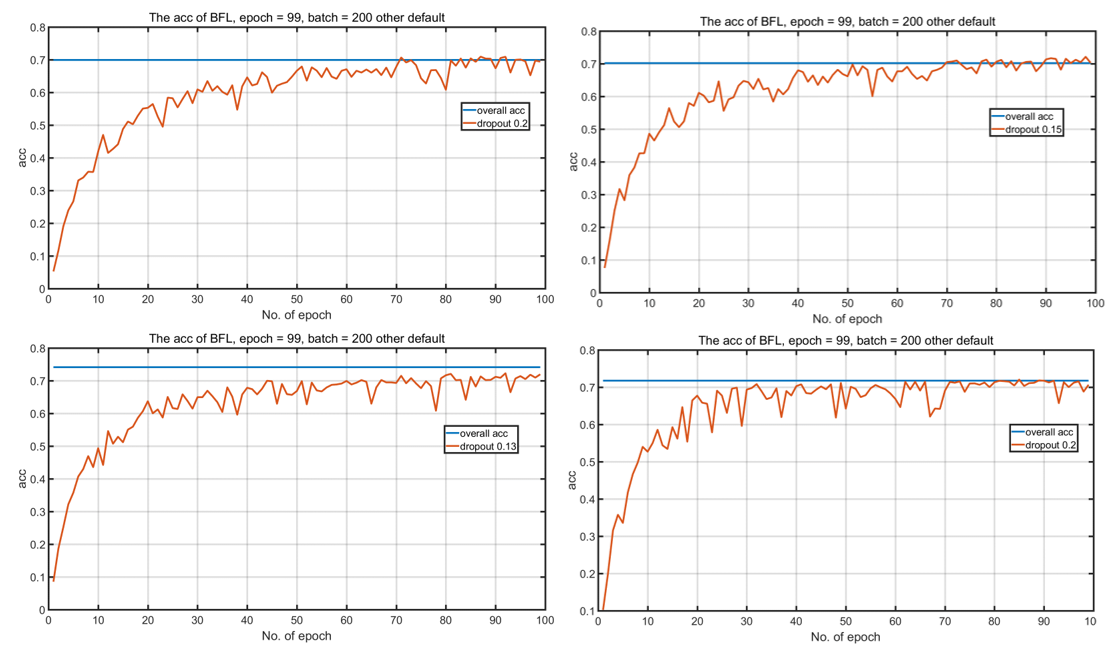 The acc of BFL, epoch = 99, batch = 200 other default
0.8
0.7
0.6
0.5
0.4
0.3
0.2
0.1
0
acc
overall acc
dropout 0.2
0 10 20 30 40 50 60 70 80 90 100
No. of epoch
The acc of BFL, epoch = 99, batch = 200 other default
0.8
0.7
0.6
0.5
0.4
0.3
0.2
0.1
0
acc
overall acc
dropout 0.15
0 10 20 30 40 50 60 70 80 90 100
No. of epoch
The acc of BFL, epoch = 99, batch = 200 other default
0.8
0.7
0.6
0.5
0.4
0.3
0.2
0.1
0
acc
overall acc
dropout 0.13
0 10 20 30 40 50 60 70 80 90 100
No. of epoch
The acc of BFL, epoch = 99, batch = 200 other default
0.8
0.7
0.6
0.5
0.4
0.3
0.2
0.1
acc
overall acc
dropout 0.2
0 10 20 30 40 50 60 70 80 90 10
No. of epoch